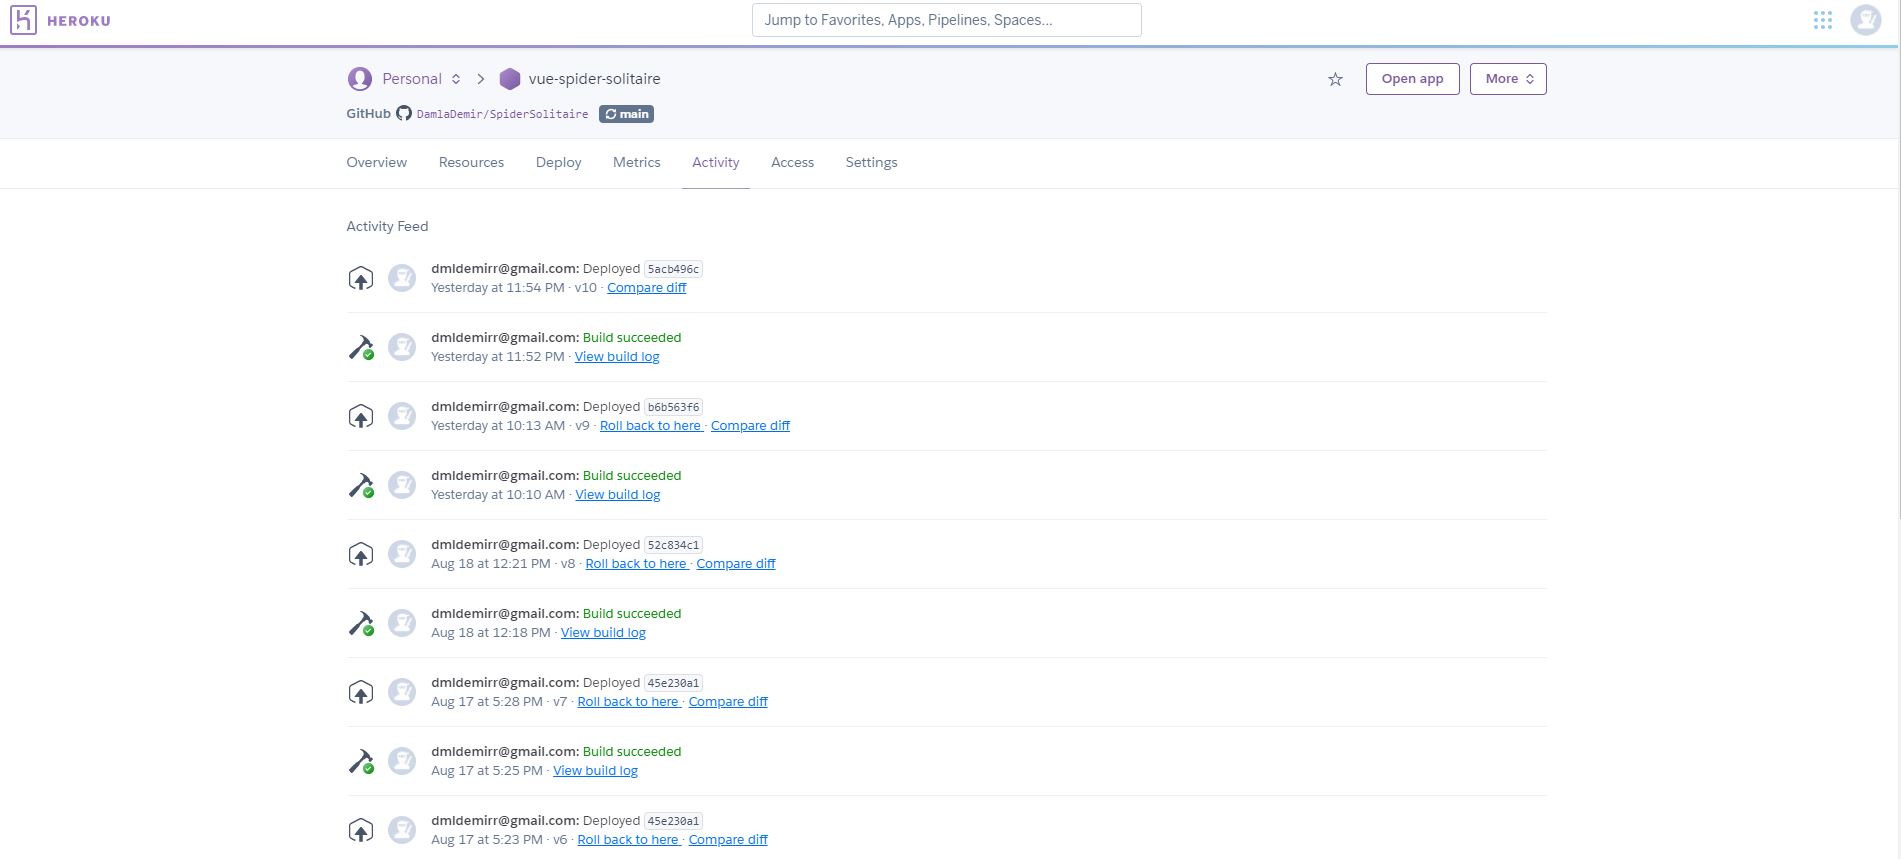 HEROKU
Jump to Favorites, Apps, Pipelines, Spaces...
Personal vue-spider-solitaire
Open app
More
GitHub DamlaDemir/SpiderSolitaire main
Overview Resources Deploy Metrics Activity Access Settings
Activity Feed
dmldemirr@gmail.com: Deployed 5acb496c
Yesterday at 11:54 PM · v10 · Compare diff
dmldemirr@gmail.com: Build succeeded
Yesterday at 11:52 PM · View build log
dmldemirr@gmail.com: Deployed b6b563f6
Yesterday at 10:13 AM · v9 · Roll back to here · Compare diff
dmldemirr@gmail.com: Build succeeded
Yesterday at 10:10 AM · View build log
dmldemirr@gmail.com: Deployed 52c834c1
Aug 18 at 12:21 PM · v8 · Roll back to here · Compare diff
dmldemirr@gmail.com: Build succeeded
Aug 18 at 12:18 PM · View build log
dmldemirr@gmail.com: Deployed 45e230a1
Aug 17 at 5:28 PM · v7 · Roll back to here · Compare diff
dmldemirr@gmail.com: Build succeeded
Aug 17 at 5:25 PM · View build log
dmldemirr@gmail.com: Deployed 45e230a1
Aug 17 at 5:23 PM · v6 · Roll back to here · Compare diff